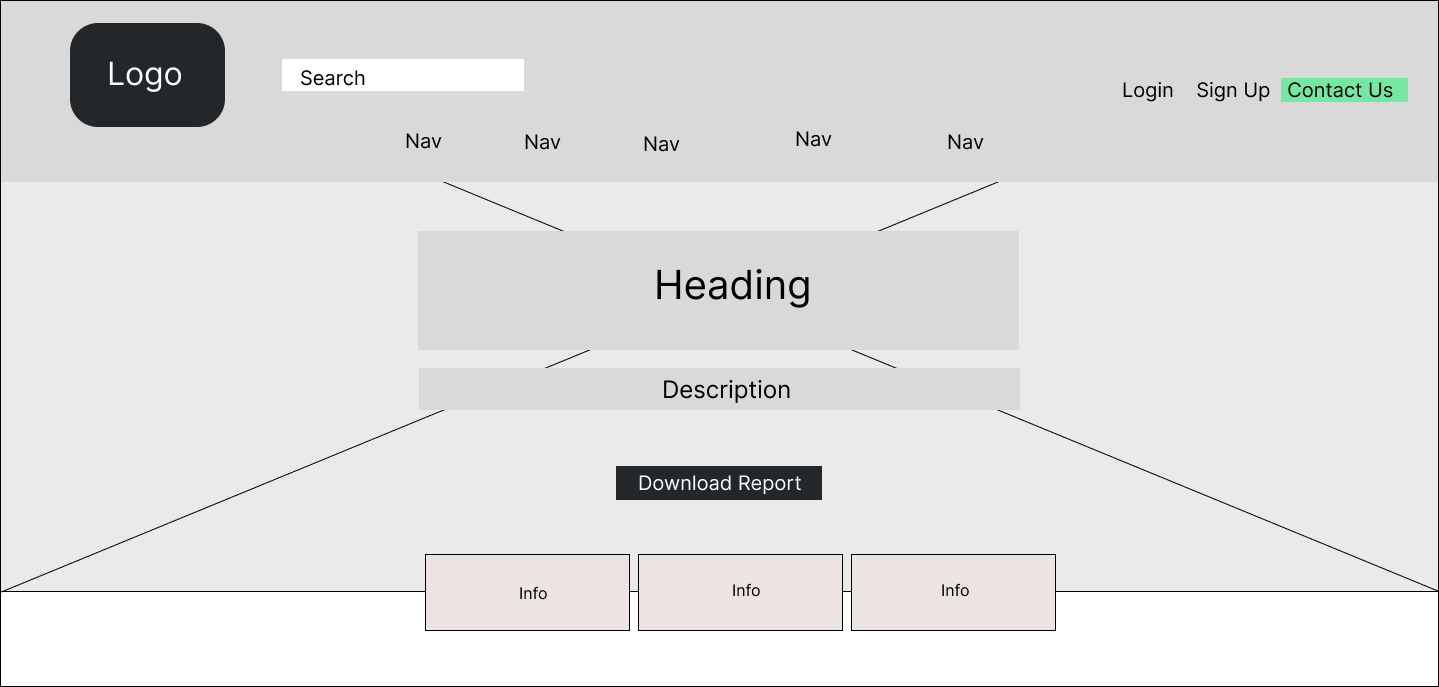 Logo
Search
Login Sign Up Contact Us
Nav Nav Nav Nav Nav
Heading
Description
Download Report
Info Info Info